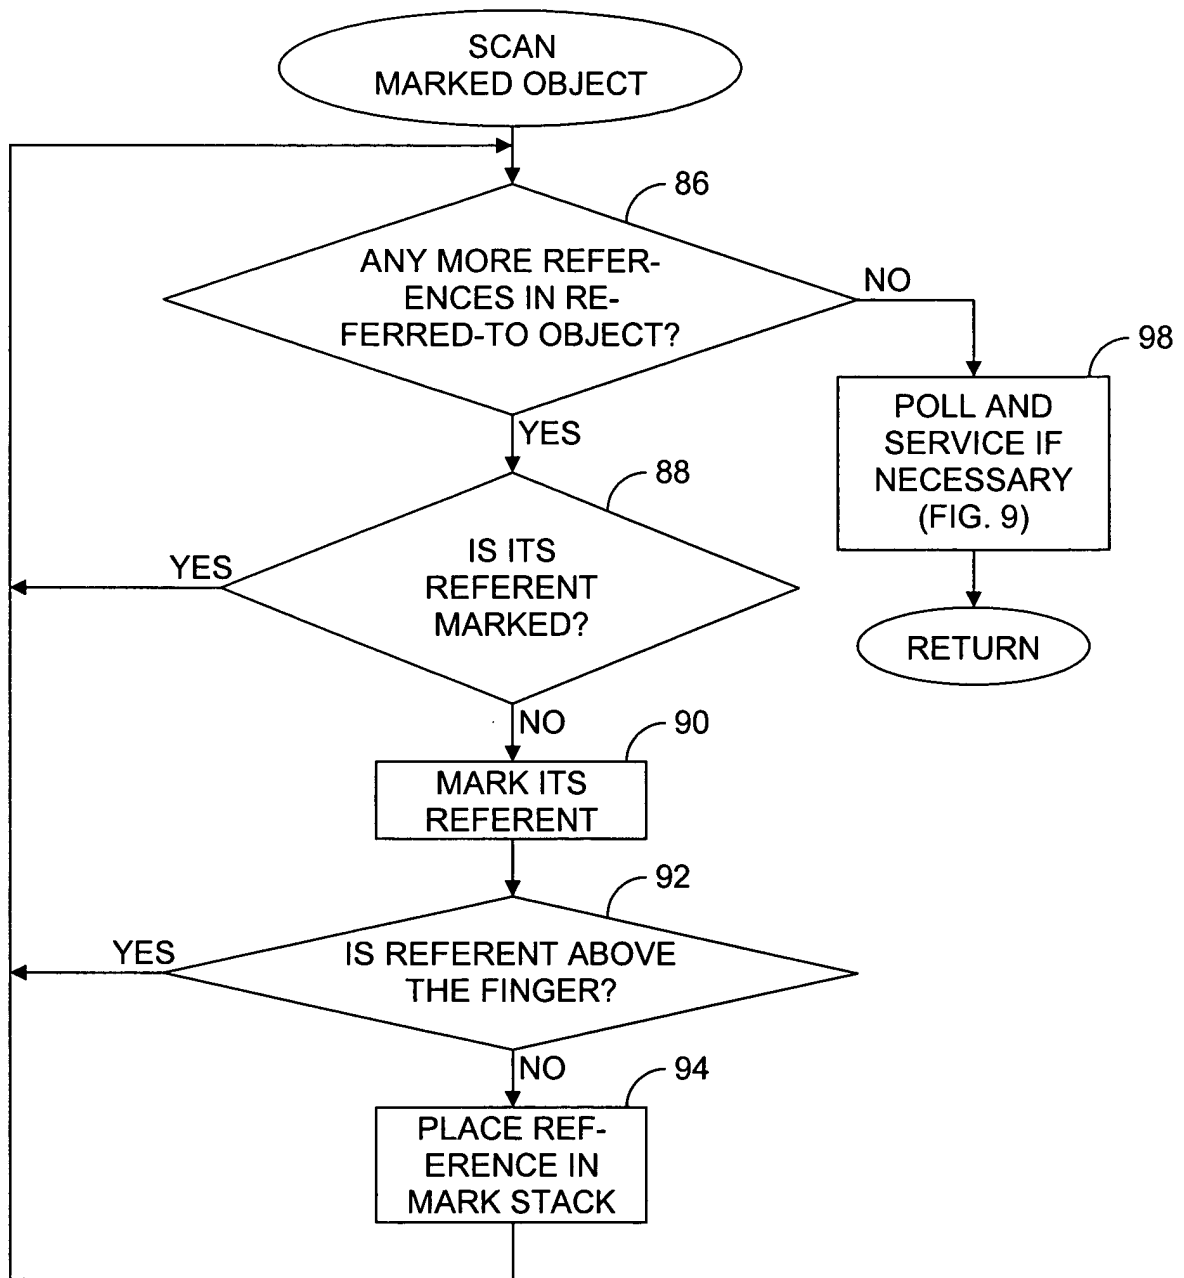 SCAN
MARKED OBJECT
86
ANY MORE REFER-
ENCES IN RE-
FERRED-TO OBJECT?
NO
98
POLL AND
SERVICE IF
NECESSARY
(FIG. 9)
RETURN
YES
88
IS ITS
REFERENT
MARKED?
YES
NO
90
MARK ITS
REFERENT
92
IS REFERENT ABOVE
THE FINGER?
YES
NO
94
PLACE REF-
ERENCE IN
MARK STACK